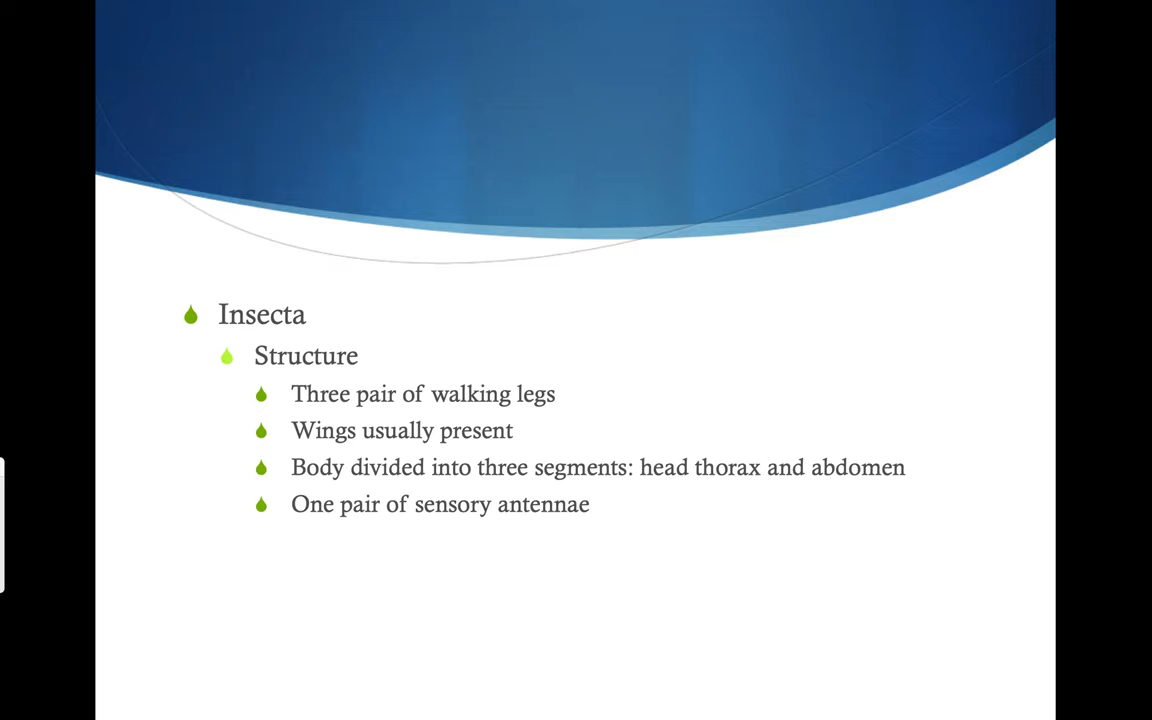 Insecta
Structure
Three pair of walking legs
Wings usually present
Body divided into three segments: head thorax and abdomen
One pair of sensory antennae